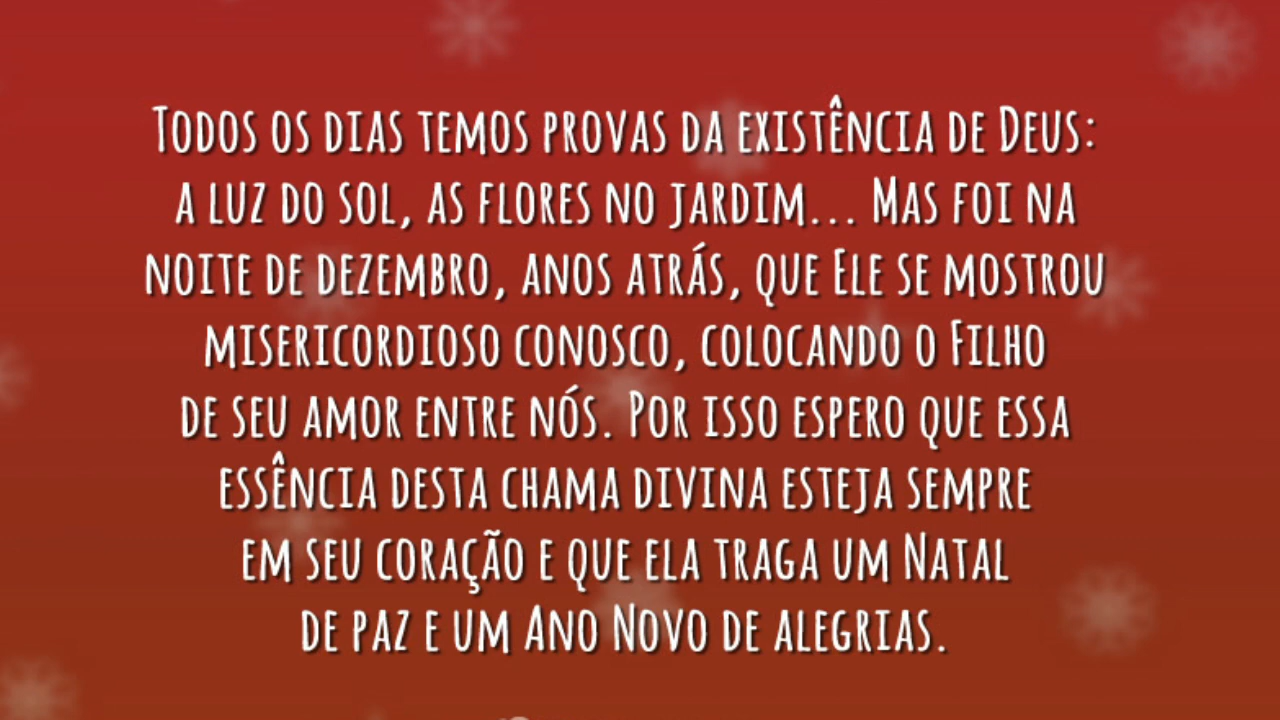 Todos os dias temos provas da existência de Deus:
a luz do sol, as flores no jardim... Mas foi na
noite de dezembro, anos atrás, que Ele se mostrou
misericordioso conosco, colocando o Filho
de seu amor entre nós. Por isso espero que essa
essência desta chama divina esteja sempre
em seu coração e que ela traga um Natal
de paz e um Ano Novo de alegrias.